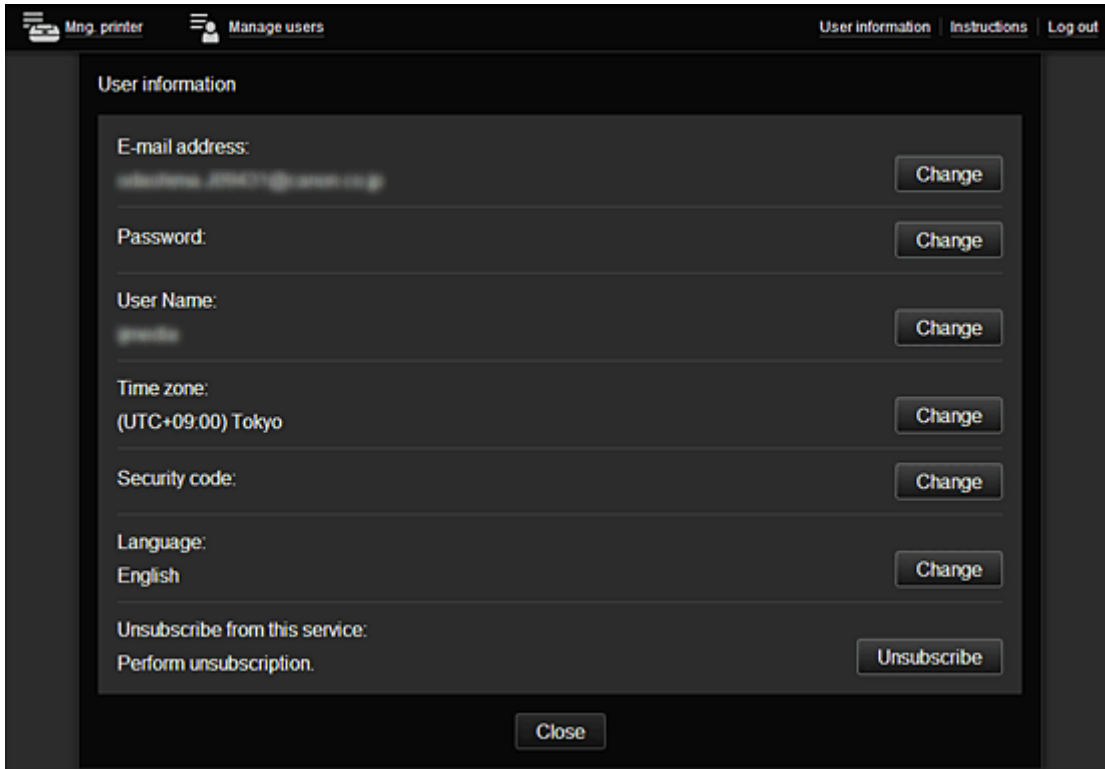 Mng. printer Manage users User information Instructions Log out
User information
E-mail address:
Change
Password:
Change
User Name:
Change
Time zone:
(UTC+09:00) Tokyo
Change
Security code:
Change
Language:
English
Change
Unsubscribe from this service:
Perform unsubscription.
Unsubscribe
Close